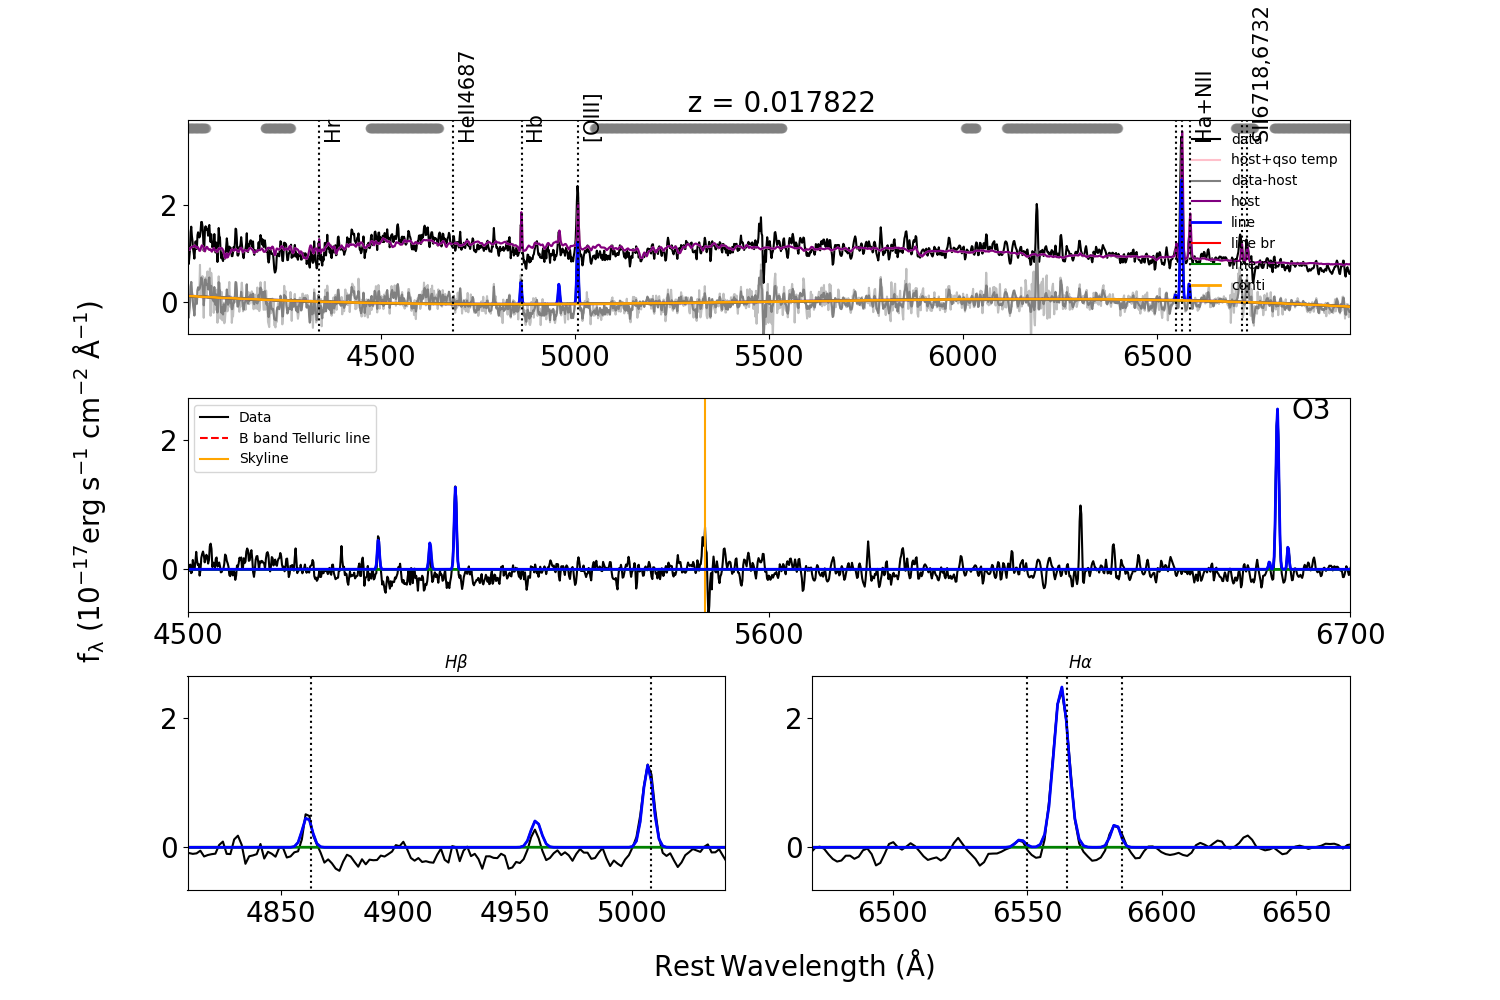 z = 0.017822
Hr
HeII4687
Hb
[OIII]
Ha+NII
SII6718,6732
data
host+qso temp
data-host
host
line
line br
conti
2
0
4500 5000 5500 6000 6500
Data
B band Telluric line
Skyline
O3
2
0
4500 5600 6700
fλ (10⁻¹⁷erg s⁻¹ cm⁻² Å⁻¹)
Hβ
2
0
4850 4900 4950 5000
Hα
2
0
6500 6550 6600 6650
Rest Wavelength (Å)